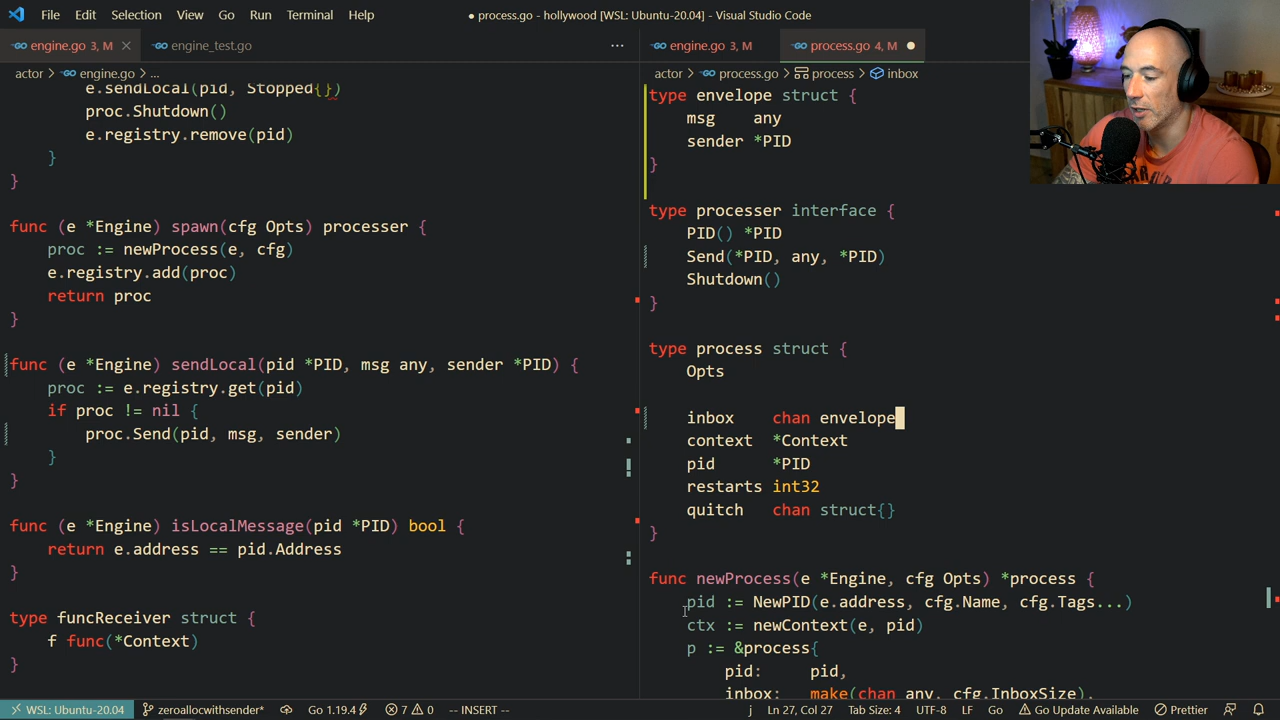 File Edit Selection View Go Run Terminal Help
● process.go - hollywood [WSL: Ubuntu-20.04] - Visual Studio Code
engine.go 3, M
engine_test.go
actor > engine.go > ...
e.sendLocal(pid, Stopped{})
proc.Shutdown()
e.registry.remove(pid)
}
}
func (e *Engine) spawn(cfg Opts) processer {
proc := newProcess(e, cfg)
e.registry.add(proc)
return proc
}
func (e *Engine) sendLocal(pid *PID, msg any, sender *PID) {
proc := e.registry.get(pid)
if proc != nil {
proc.Send(pid, msg, sender)
}
}
func (e *Engine) isLocalMessage(pid *PID) bool {
return e.address == pid.Address
}
type funcReceiver struct {
f func(*Context)
}
engine.go 3, M
process.go 4, M ●
actor > process.go > process > inbox
type envelope struct {
msg any
sender *PID
}
type processer interface {
PID() *PID
Send(*PID, any, *PID)
Shutdown()
}
type process struct {
Opts
inbox chan envelope
context *Context
pid *PID
restarts int32
quitch chan struct{}
}
func newProcess(e *Engine, cfg Opts) *process {
pid := NewPID(e.address, cfg.Name, cfg.Tags...)
ctx := newContext(e, pid)
p := &process{
pid: pid,
inbox: make(chan any, cfg.InboxSize),
WSL: Ubuntu-20.04 zeroallocwithsender* Go 1.19.4 7 0 -- INSERT -- j Ln 27, Col 27 Tab Size: 4 UTF-8 LF Go Go Update Available Prettier